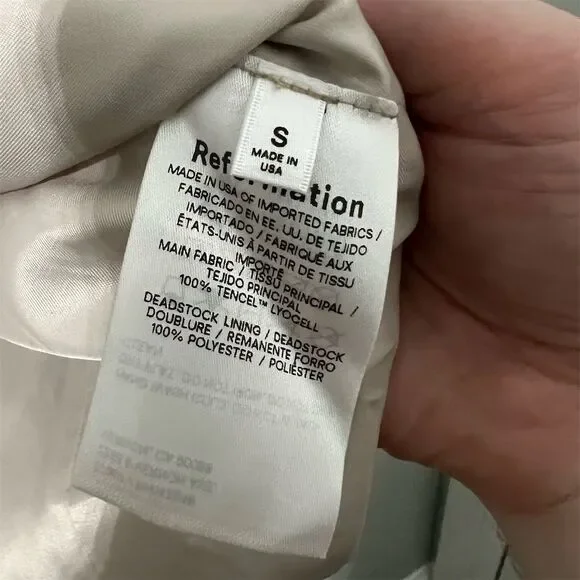 S
MADE IN
USA
Ref mation
MADE IN USA OF IMPORTED FABRICS /
FABRICADO EN EE, UU. DE TEJIDO
IMPORTADO / FABRIQUÉ AUX
ÉTATS-UNIS À PARTIR DE TISSU
IMPORTÉ
MAIN FABRIC / TISSU PRINCIPAL /
TEJIDO PRINCIPAL
100% TENCEL™ LYOCELL
DEADSTOCK LINING / DEADSTOCK
DOUBLURE / REMANENTE FORRO
100% POLYESTER / POLIÉSTER